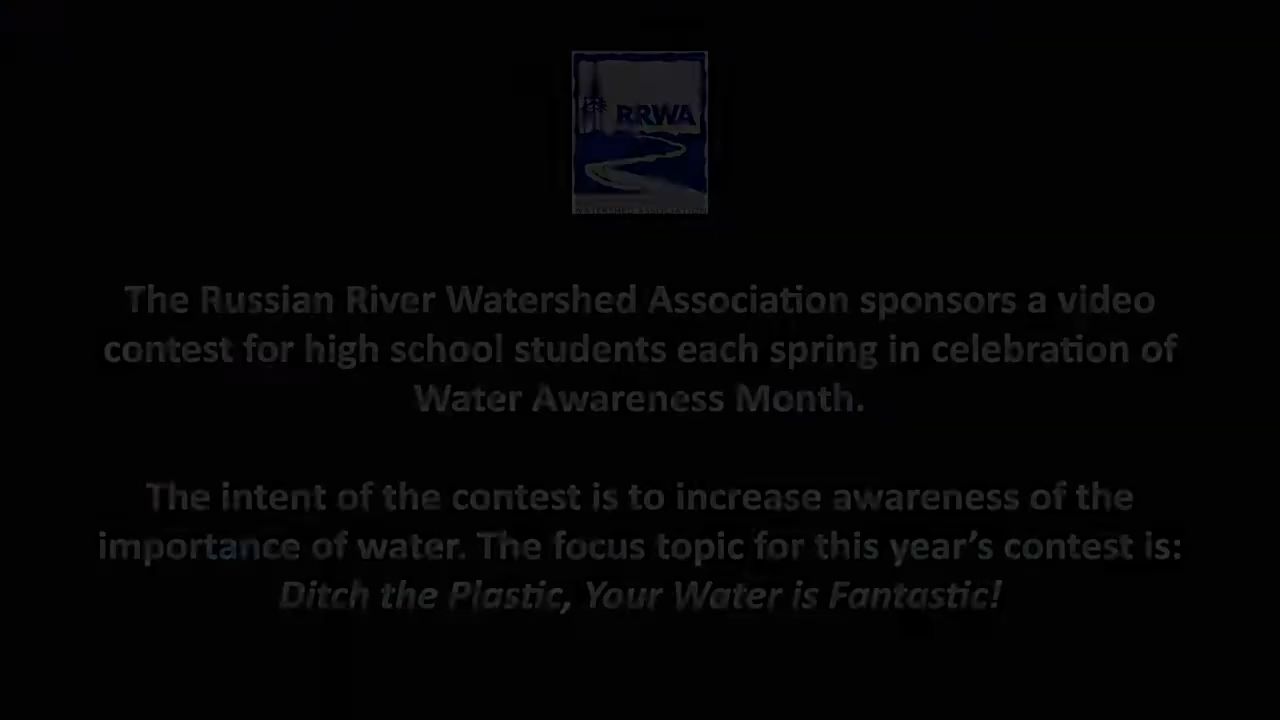 RRWA
WATERSHED ASSOCIATION
The Russian River Watershed Association sponsors a video
contest for high school students each spring in celebration of
Water Awareness Month.
The intent of the contest is to increase awareness of the
importance of water. The focus topic for this year’s contest is:
Ditch the Plastic, Your Water is Fantastic!